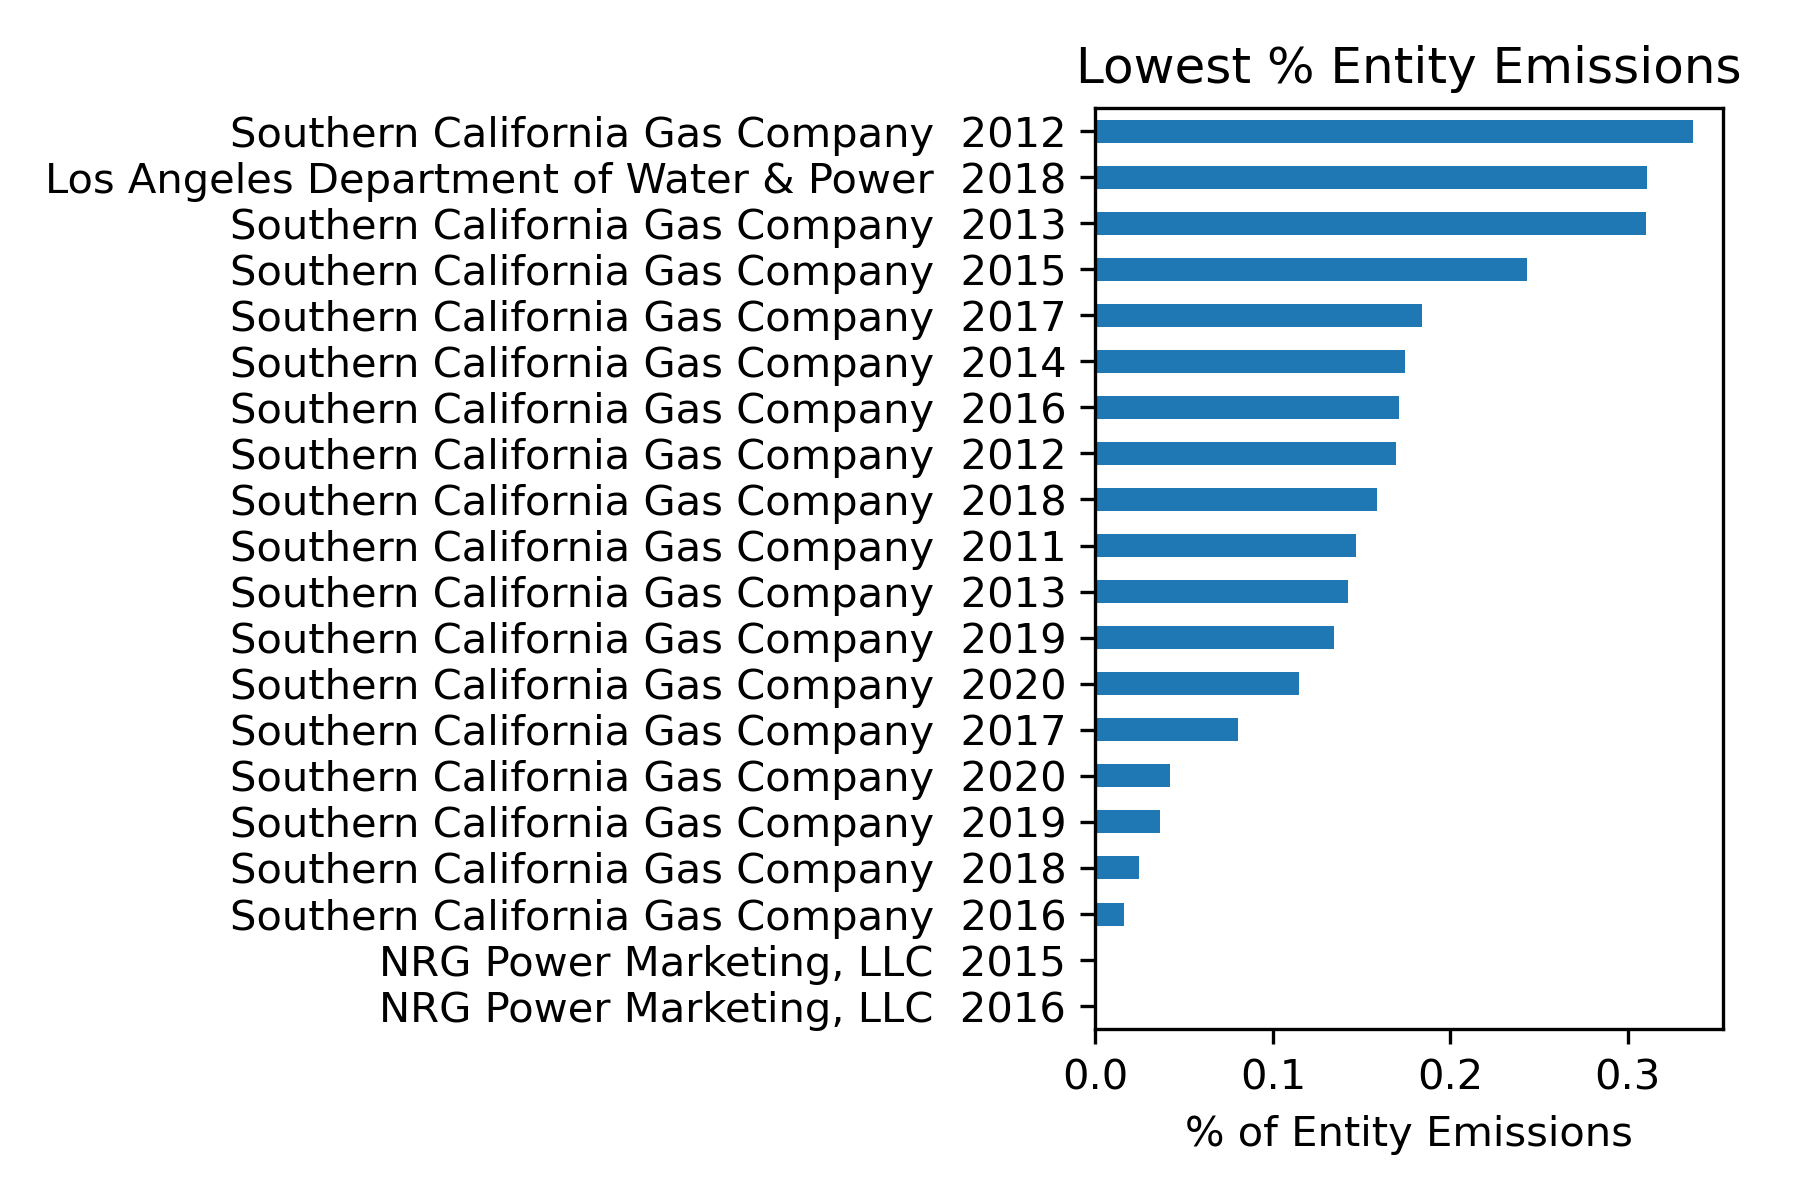 Lowest % Entity Emissions
Southern California Gas Company 2012
Los Angeles Department of Water & Power 2018
Southern California Gas Company 2013
Southern California Gas Company 2015
Southern California Gas Company 2017
Southern California Gas Company 2014
Southern California Gas Company 2016
Southern California Gas Company 2012
Southern California Gas Company 2018
Southern California Gas Company 2011
Southern California Gas Company 2013
Southern California Gas Company 2019
Southern California Gas Company 2020
Southern California Gas Company 2017
Southern California Gas Company 2020
Southern California Gas Company 2019
Southern California Gas Company 2018
Southern California Gas Company 2016
NRG Power Marketing, LLC 2015
NRG Power Marketing, LLC 2016
0.0 0.1 0.2 0.3
% of Entity Emissions